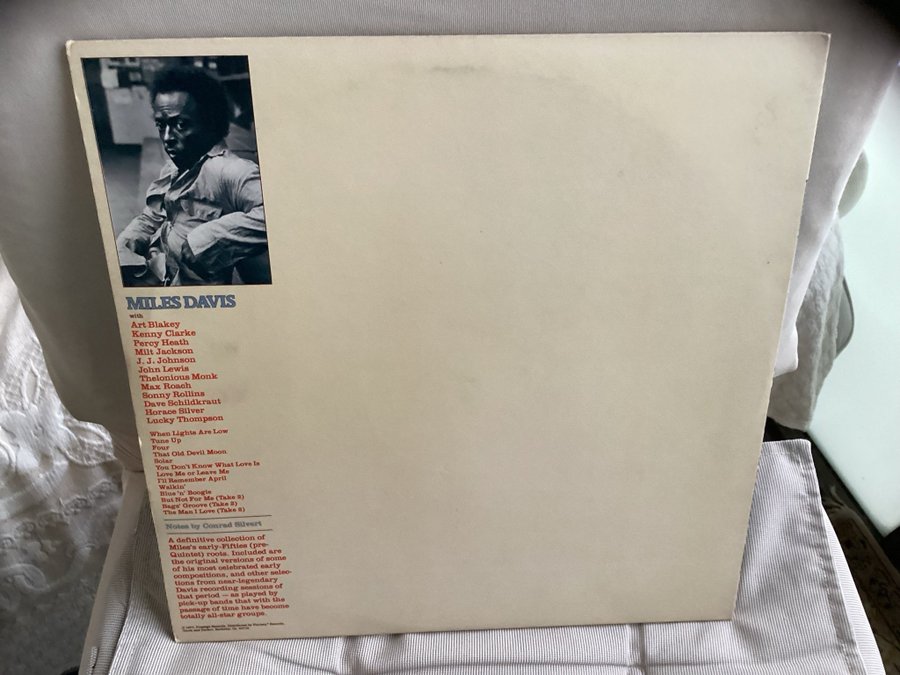 MILES DAVIS
with
Art Blakey
Kenny Clarke
Percy Heath
Milt Jackson
J. J. Johnson
John Lewis
Thelonious Monk
Max Roach
Sonny Rollins
Dave Schildkraut
Horace Silver
Lucky Thompson
When Lights Are Low
Tune Up
Four
That Old Devil Moon
Solar
You Don't Know What Love Is
Love Me or Leave Me
I'll Remember April
Walkin'
Blue 'n' Boogie
But Not For Me (Take 2)
Bags' Groove (Take 2)
The Man I Love (Take 2)
Notes by Conrad Silvert
A definitive collection of
Miles's early-Fifties (pre-
Quintet) roots. Included are
the original versions of some
of his most celebrated early
compositions, and other selec-
tions from near-legendary
Davis recording sessions of
that period — as played by
pick-up bands that with the
passage of time have become
totally all-star groups.